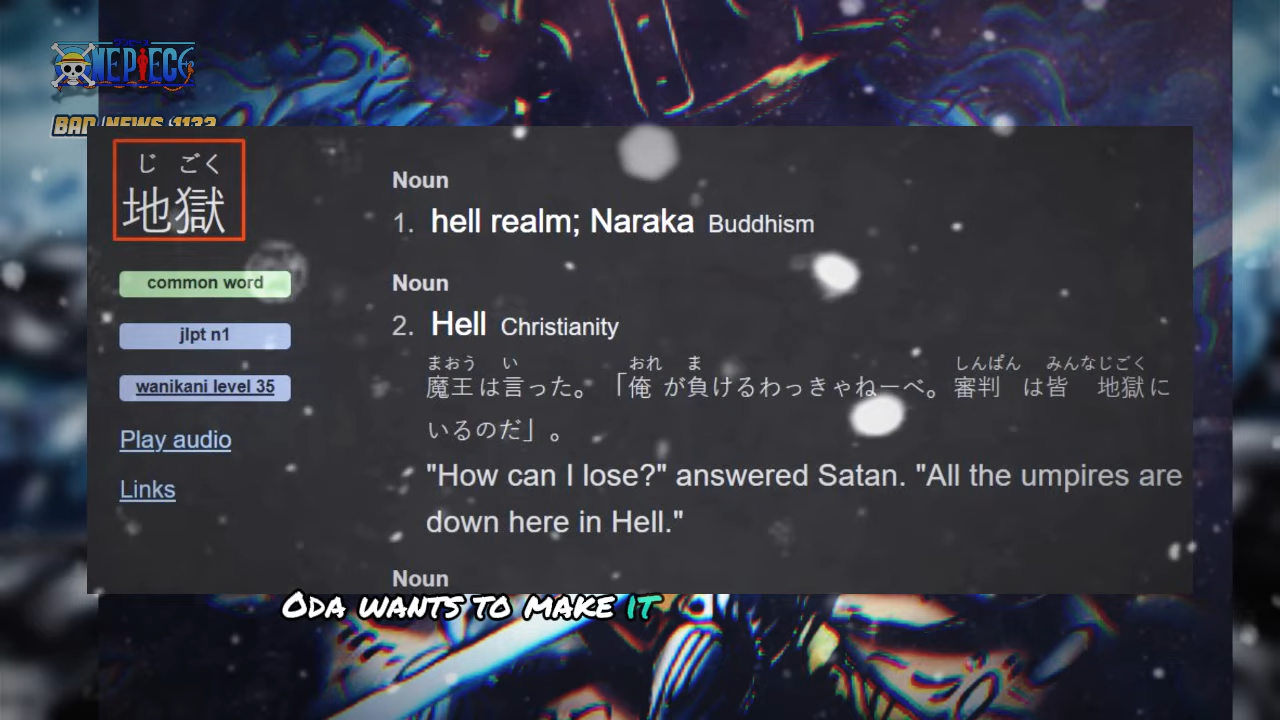 ONE PIECE
BAD NEWS 1133
じごく
地獄
common word
jlpt n1
wanikani level 35
Play audio
Links
Noun
1. hell realm; Naraka Buddhism
Noun
2. Hell Christianity
まおう い おれ ま しんぱん みんなじごく
魔王は言った。「俺が負けるわっきゃねーべ。審判は皆地獄に
いるのだ」。
"How can I lose?" answered Satan. "All the umpires are
down here in Hell."
Noun
ODA WANTS TO MAKE IT